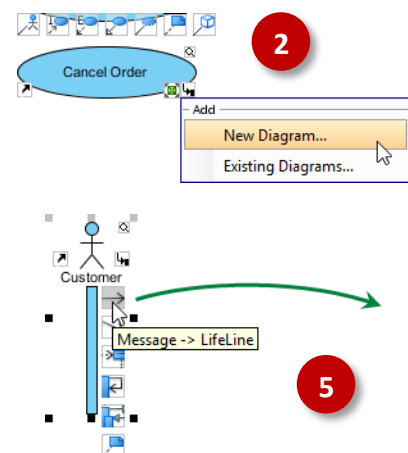 2
Cancel Order
Add
New Diagram...
Existing Diagrams...
Customer
Message -> LifeLine
5